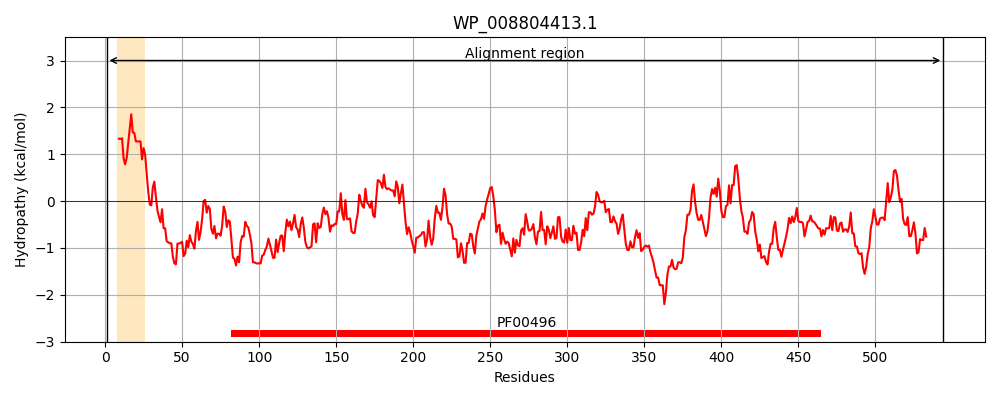 WP_008804413.1
Alignment region
3
2
1
0
−1
−2
−3
Hydropathy (kcal/mol)
PF00496
0 50 100 150 200 250 300 350 400 450 500
Residues